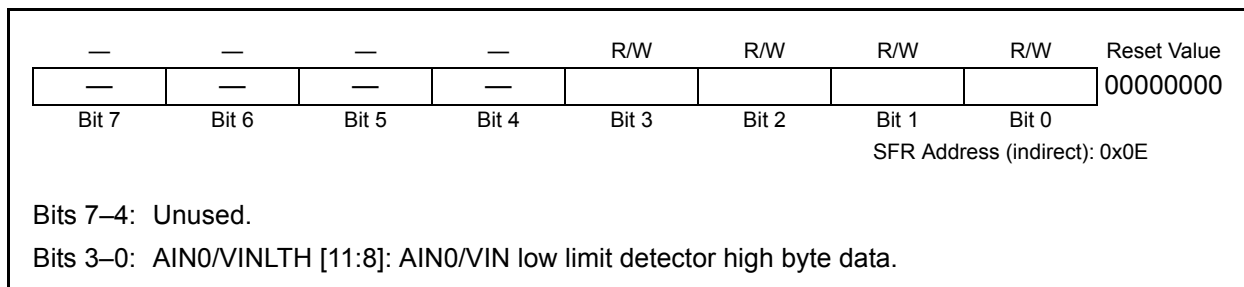 — — — — R/W R/W R/W R/W Reset Value
— — — — 00000000
Bit 7 Bit 6 Bit 5 Bit 4 Bit 3 Bit 2 Bit 1 Bit 0
SFR Address (indirect): 0x0E
Bits 7–4: Unused.
Bits 3–0: AIN0/VINLTH [11:8]: AIN0/VIN low limit detector high byte data.